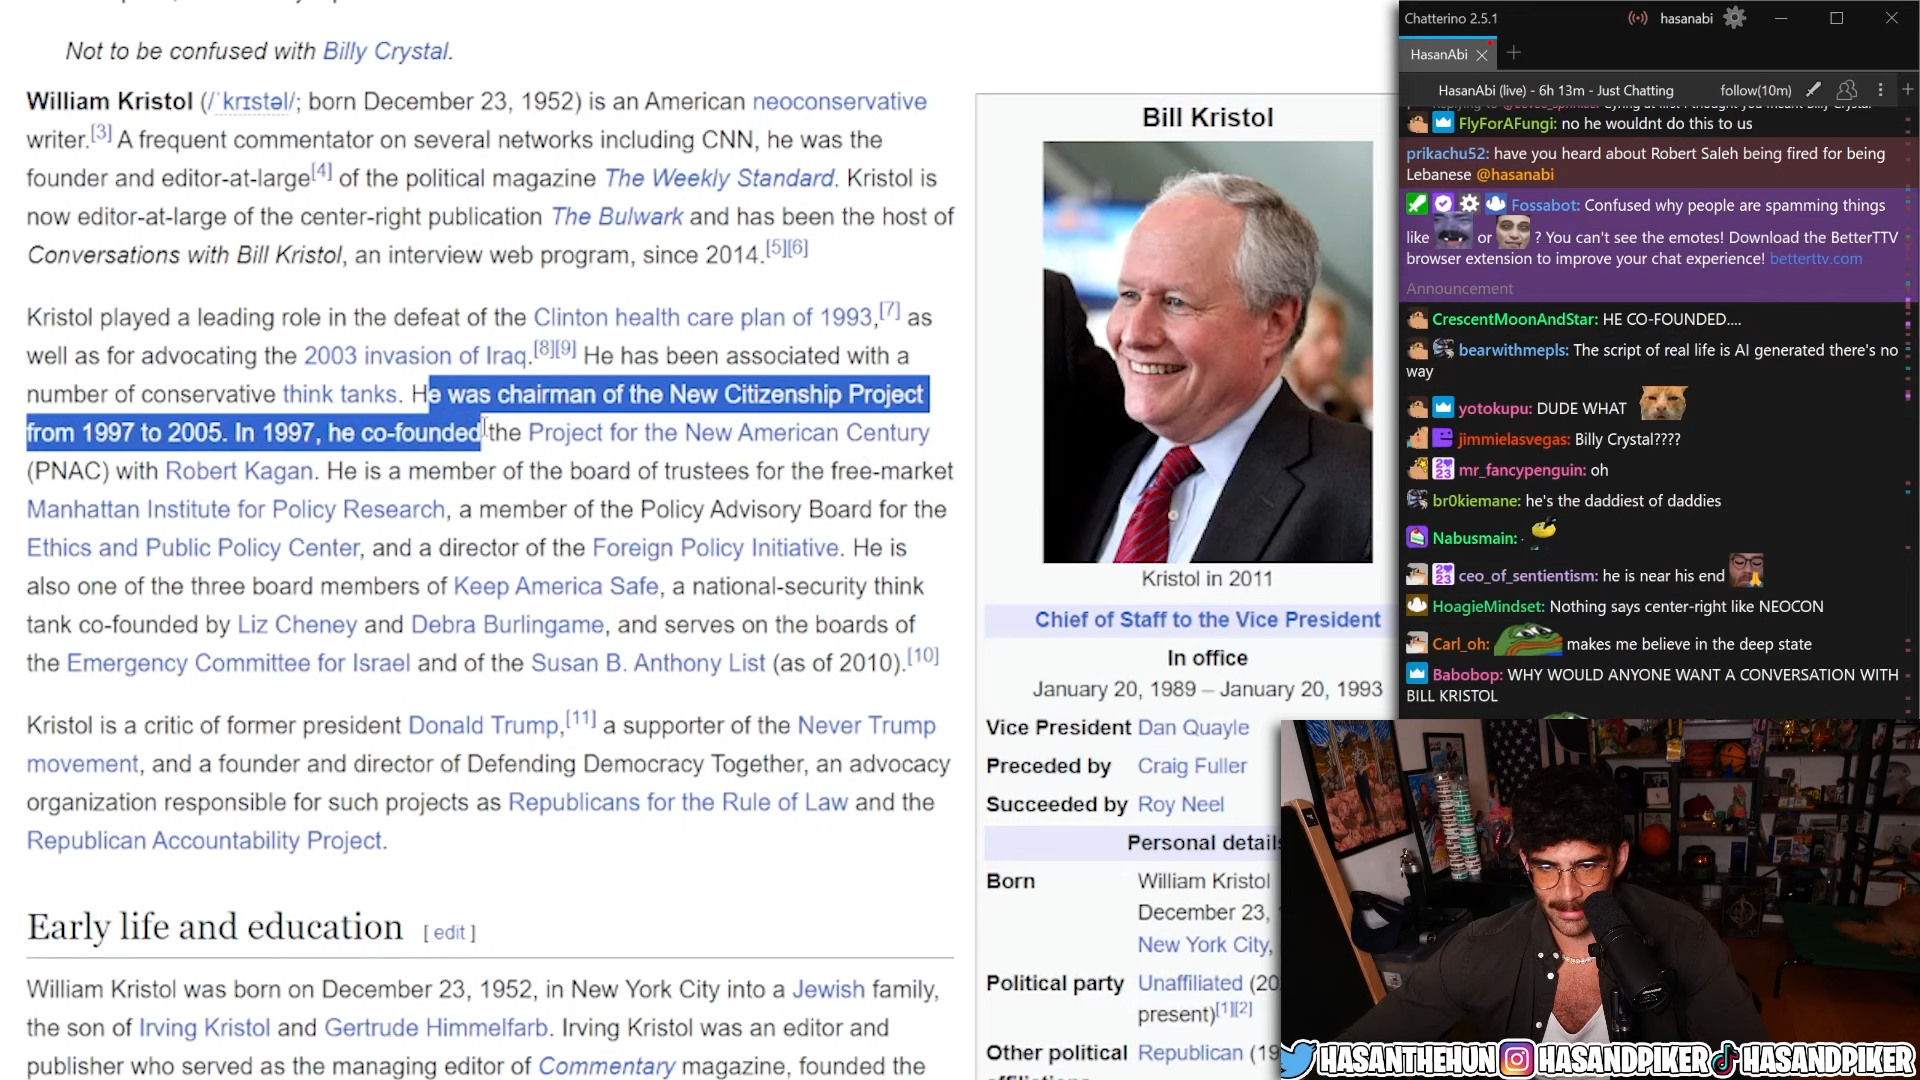 Not to be confused with Billy Crystal.
William Kristol (/ˈkrɪstəl/; born December 23, 1952) is an American neoconservative
writer.[3] A frequent commentator on several networks including CNN, he was the
founder and editor-at-large[4] of the political magazine The Weekly Standard. Kristol is
now editor-at-large of the center-right publication The Bulwark and has been the host of
Conversations with Bill Kristol, an interview web program, since 2014.[5][6]
Kristol played a leading role in the defeat of the Clinton health care plan of 1993,[7] as
well as for advocating the 2003 invasion of Iraq.[8][9] He has been associated with a
number of conservative think tanks. He was chairman of the New Citizenship Project
from 1997 to 2005. In 1997, he co-founded the Project for the New American Century
(PNAC) with Robert Kagan. He is a member of the board of trustees for the free-market
Manhattan Institute for Policy Research, a member of the Policy Advisory Board for the
Ethics and Public Policy Center, and a director of the Foreign Policy Initiative. He is
also one of the three board members of Keep America Safe, a national-security think
tank co-founded by Liz Cheney and Debra Burlingame, and serves on the boards of
the Emergency Committee for Israel and of the Susan B. Anthony List (as of 2010).[10]
Kristol is a critic of former president Donald Trump,[11] a supporter of the Never Trump
movement, and a founder and director of Defending Democracy Together, an advocacy
organization responsible for such projects as Republicans for the Rule of Law and the
Republican Accountability Project.
Early life and education [ edit ]
William Kristol was born on December 23, 1952, in New York City into a Jewish family,
the son of Irving Kristol and Gertrude Himmelfarb. Irving Kristol was an editor and
publisher who served as the managing editor of Commentary magazine, founded the
Bill Kristol
Kristol in 2011
Chief of Staff to the Vice President
In office
January 20, 1989 – January 20, 1993
Vice President Dan Quayle
Preceded by Craig Fuller
Succeeded by Roy Neel
Personal details
Born William Kristol
December 23,
New York City,
Political party Unaffiliated (20
present)[1][2]
Other political Republican (19
Chatterino 2.5.1 hasanabi
HasanAbi
HasanAbi (live) - 6h 13m - Just Chatting follow(10m)
FlyForAFungi: no he wouldnt do this to us
prikachu52: have you heard about Robert Saleh being fired for being
Lebanese @hasanabi
Fossabot: Confused why people are spamming things
like or ? You can't see the emotes! Download the BetterTTV
browser extension to improve your chat experience! betterttv.com
Announcement
CrescentMoonAndStar: HE CO-FOUNDED....
bearwithmepls: The script of real life is AI generated there's no
way
yotokupu: DUDE WHAT
jimmielasvegas: Billy Crystal????
mr_fancypenguin: oh
br0kiemane: he's the daddiest of daddies
Nabusmain:
ceo_of_sentientism: he is near his end
HoagieMindset: Nothing says center-right like NEOCON
Carl_oh: makes me believe in the deep state
Babobop: WHY WOULD ANYONE WANT A CONVERSATION WITH
BILL KRISTOL
HASANTHEHUN HASANDPIKER HASANDPIKER